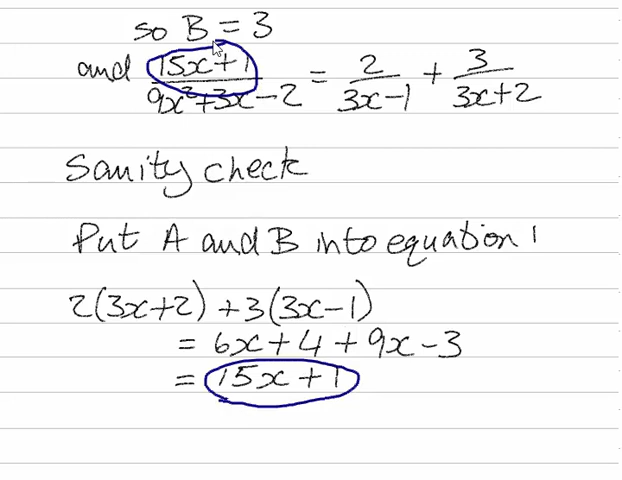 so B = 3
and 15x+1/9x²+3x-2 = 2/3x-1 + 3/3x+2
Sanity check
Put A and B into equation 1
2(3x+2) +3(3x-1)
= 6x+4+9x-3
= 15x+1